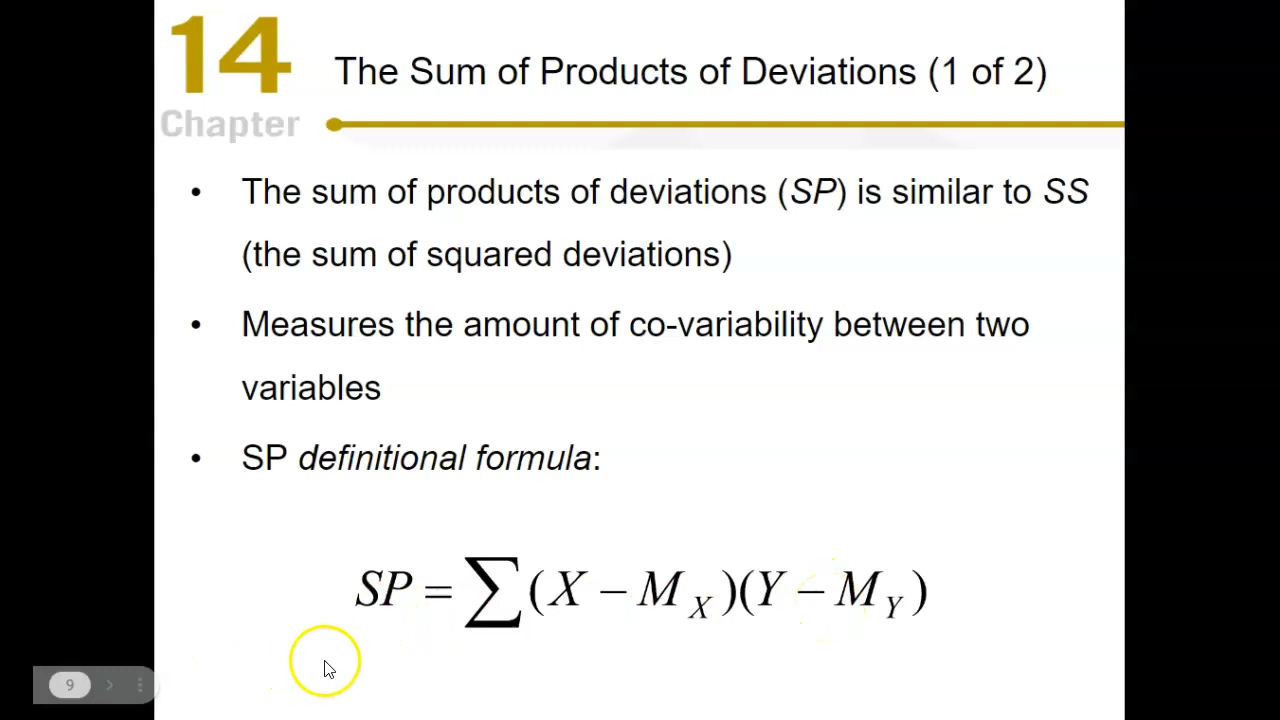 14
Chapter
The Sum of Products of Deviations (1 of 2)
• The sum of products of deviations (SP) is similar to SS
(the sum of squared deviations)
• Measures the amount of co-variability between two
variables
• SP definitional formula:
SP = ∑(X − M_X)(Y − M_Y)
9